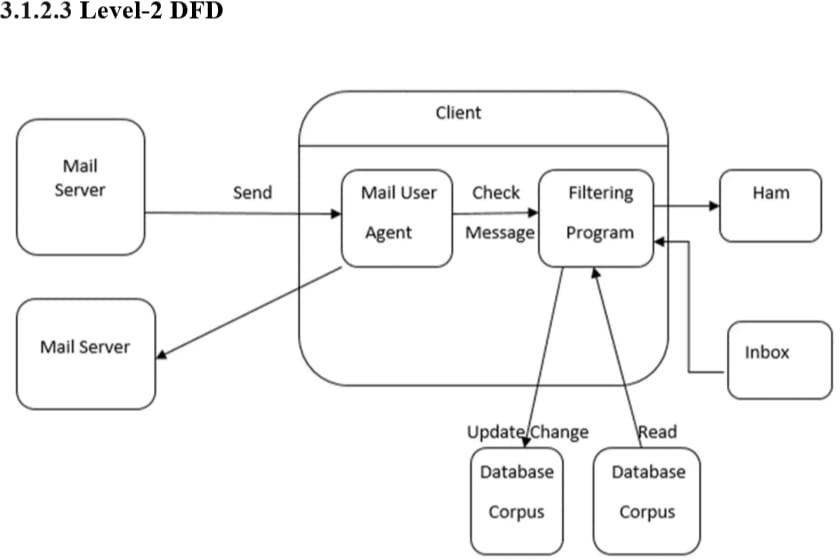 3.1.2.3 Level-2 DFD
Client
Mail
Server
Send
Mail User
Agent
Check
Message
Filtering
Program
Ham
Mail Server
Inbox
Update/Change
Read
Database
Corpus
Database
Corpus